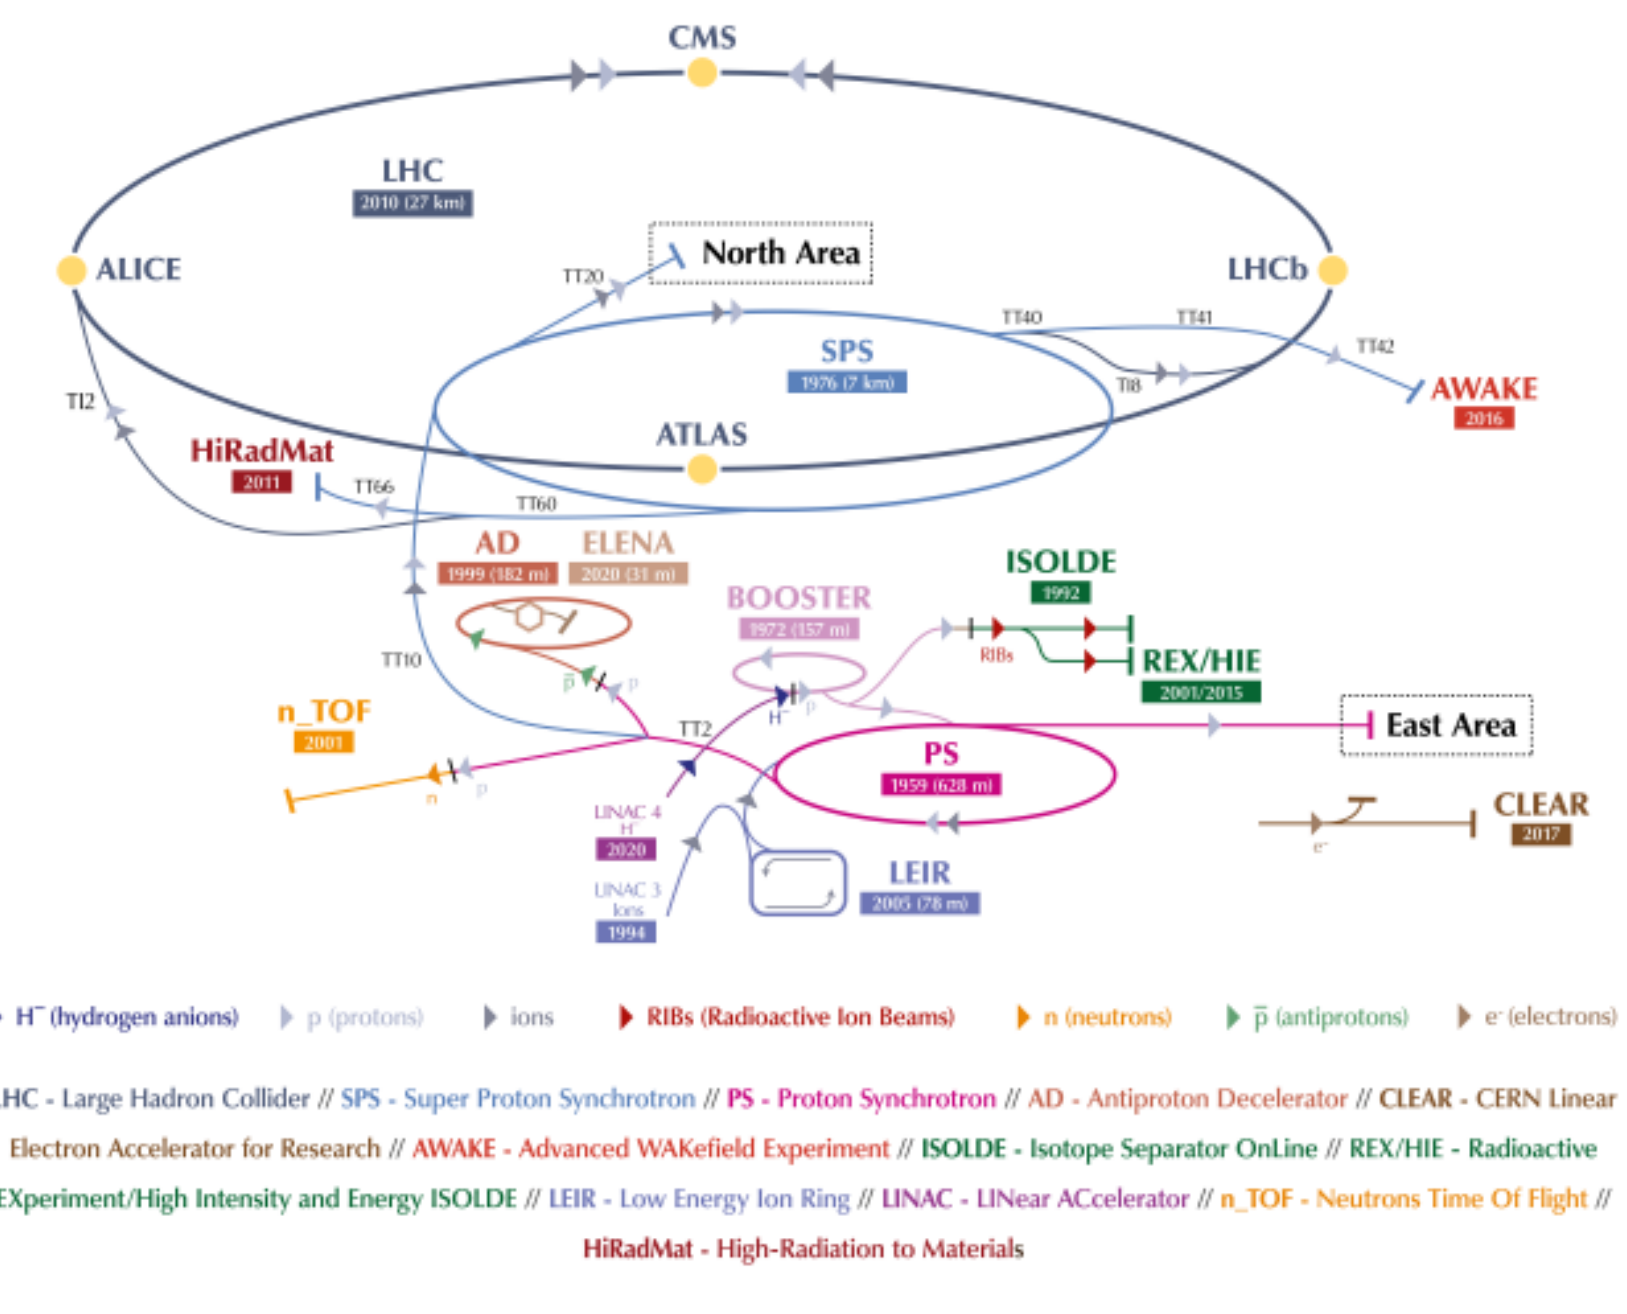 CMS
LHC
2010 (27 km)
North Area
TT20
ALICE
LHCb
TT40
TT41
SPS
1976 (7 km)
TT42
TI8
AWAKE
2016
TI2
ATLAS
HiRadMat
2011
TT66
TT60
AD
1999 (182 m)
ELENA
2020 (31 m)
ISOLDE
1992
BOOSTER
1972 (157 m)
RIBs
REX/HIE
2001/2015
TT10
p̅
p
H⁻
p
n_TOF
2001
TT2
East Area
PS
1959 (628 m)
n
p
LINAC 4
H⁻
2020
CLEAR
2017
e⁻
LINAC 3
Ions
1994
LEIR
2005 (78 m)
H⁻ (hydrogen anions) p (protons) ions RIBs (Radioactive Ion Beams) n (neutrons) p̅ (antiprotons) e⁻ (electrons)
HC - Large Hadron Collider // SPS - Super Proton Synchrotron // PS - Proton Synchrotron // AD - Antiproton Decelerator // CLEAR - CERN Linear
Electron Accelerator for Research // AWAKE - Advanced WAKefield Experiment // ISOLDE - Isotope Separator OnLine // REX/HIE - Radioactive
EXperiment/High Intensity and Energy ISOLDE // LEIR - Low Energy Ion Ring // LINAC - LINear ACcelerator // n_TOF - Neutrons Time Of Flight //
HiRadMat - High-Radiation to Materials